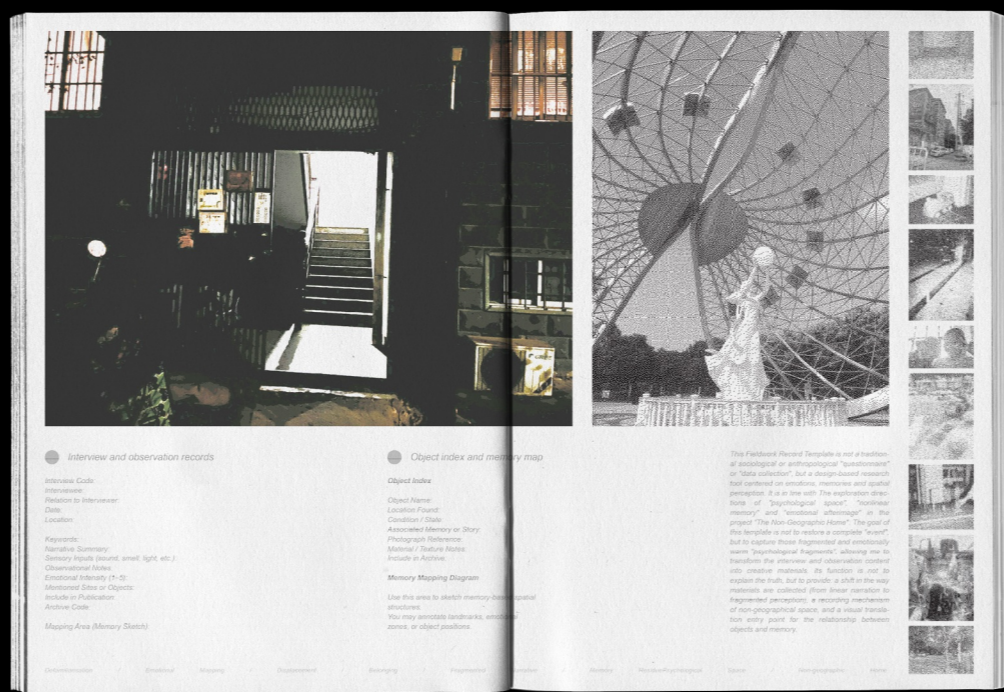 Interview and observation records
Interview Code:
Interviewee:
Relation to Interviewer:
Date:
Location:
Keywords:
Narrative Summary:
Sensory Inputs (sound, smell, light, etc.):
Observational Notes:
Emotional Intensity (1-5):
Mentioned Sites or Objects:
Include in Publication:
Archive Code:
Mapping Area (Memory Sketch)
Object index and memory map
Object Index
Object Name:
Location Found:
Condition / State
Associated Memory or Story
Photograph Reference:
Material / Texture Notes:
Include in Archive:
Memory Mapping Diagram
Use this area to sketch memory-based spatial
structures.
You may annotate landmarks, emotional
zones, or object positions.
This Fieldwork Record Template is not a tradition-
al sociological or anthropological "questionnaire"
or "data collection", but a design-based research
tool centered on emotions, memories and spatial
perception. It is in line with The exploration direc-
tions of "psychological space", "nonlinear
memory" and "emotional afterimage" in the
project "The Non-Geographic Home". The goal of
this template is not to restore a complete "event",
but to capture those fragmented and emotionally
warm "psychological fragments", allowing me to
transform the interview and observation content
into creative materials. Its function is not to
explain the truth, but to provide: a shift in the way
materials are collected (from linear narration to
fragmented perceptions, a recording mechanism
of non-geographical space, and a visual transla-
tion entry point for the relationship between
objects and memory.
Emotional Mapping / Displacement Belonging / Fragmented / Space / Nongeographic Home